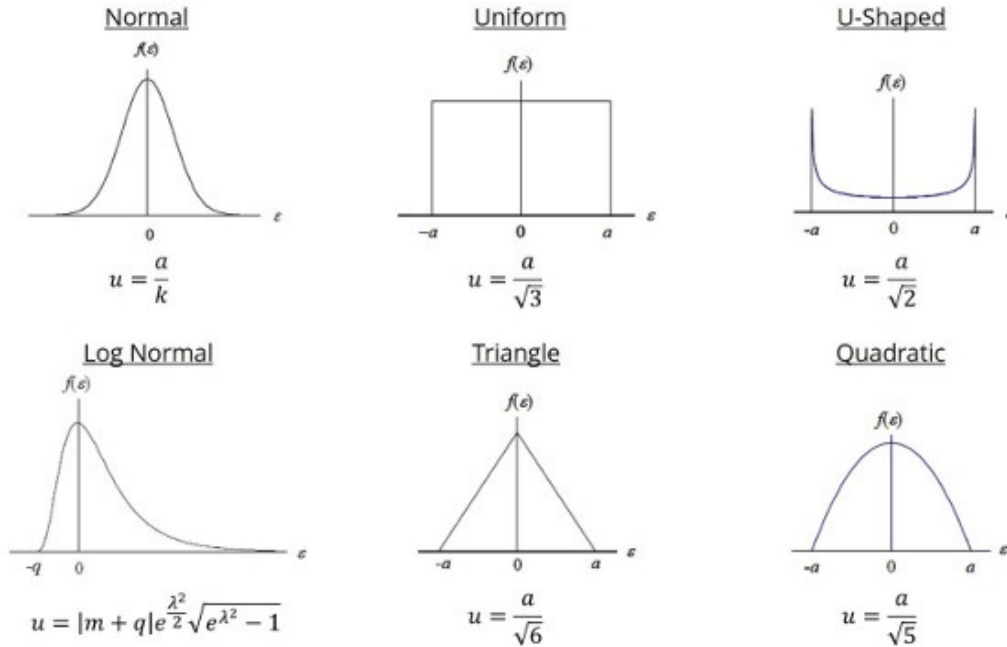 Normal
Uniform
U-Shaped
f(ε)
f(ε)
f(ε)
ε
0
-a
0
a
ε
-a
0
a
u = a/k
u = a/√3
u = a/√2
Log Normal
Triangle
Quadratic
f(ε)
f(ε)
f(ε)
-q
0
ε
-a
0
a
ε
-a
0
a
u = |m + q|e^(λ²/2)√(e^(λ²) − 1)
u = a/√6
u = a/√5